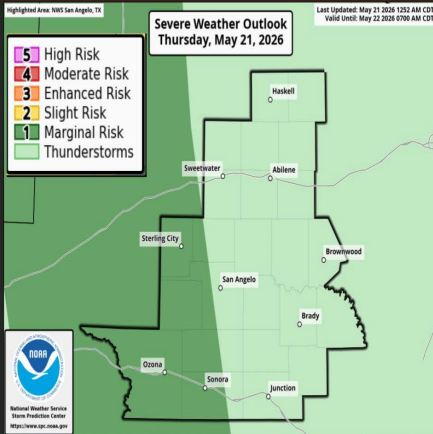 Highlighted Area: NWS San Angelo, TX
Severe Weather Outlook
Thursday, May 21, 2026
Last Updated: May 21 2026 1252 AM CDT
Valid Until: May 22 2026 0700 AM CDT
5 High Risk
4 Moderate Risk
3 Enhanced Risk
2 Slight Risk
1 Marginal Risk
Thunderstorms
Haskell
Sweetwater
Abilene
Sterling City
Brownwood
San Angelo
Brady
Ozona
Sonora
Junction
NOAA
National Weather Service
Storm Prediction Center
https://www.spc.noaa.gov